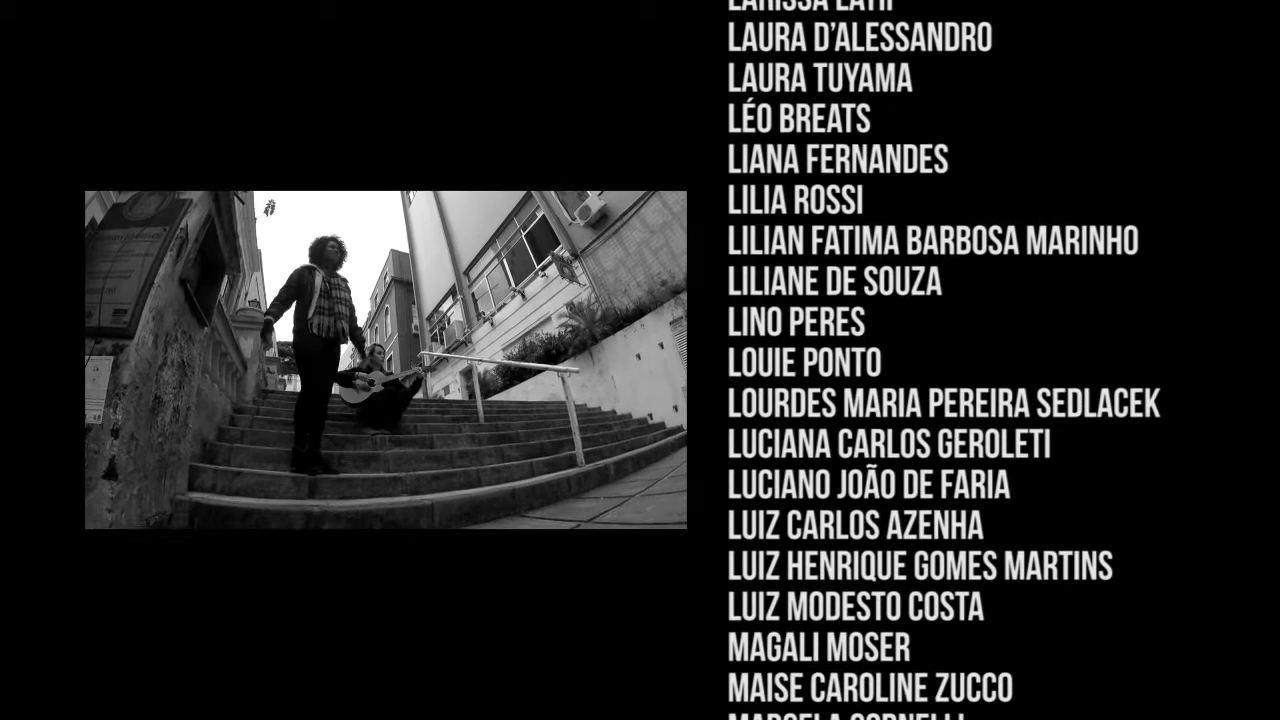 LAURA D’ALESSANDRO
LAURA TUYAMA
LÉO BREATS
LIANA FERNANDES
LILIA ROSSI
LILIAN FATIMA BARBOSA MARINHO
LILIANE DE SOUZA
LINO PERES
LOUIE PONTO
LOURDES MARIA PEREIRA SEDLACEK
LUCIANA CARLOS GEROLETI
LUCIANO JOÃO DE FARIA
LUIZ CARLOS AZENHA
LUIZ HENRIQUE GOMES MARTINS
LUIZ MODESTO COSTA
MAGALI MOSER
MAISE CAROLINE ZUCCO